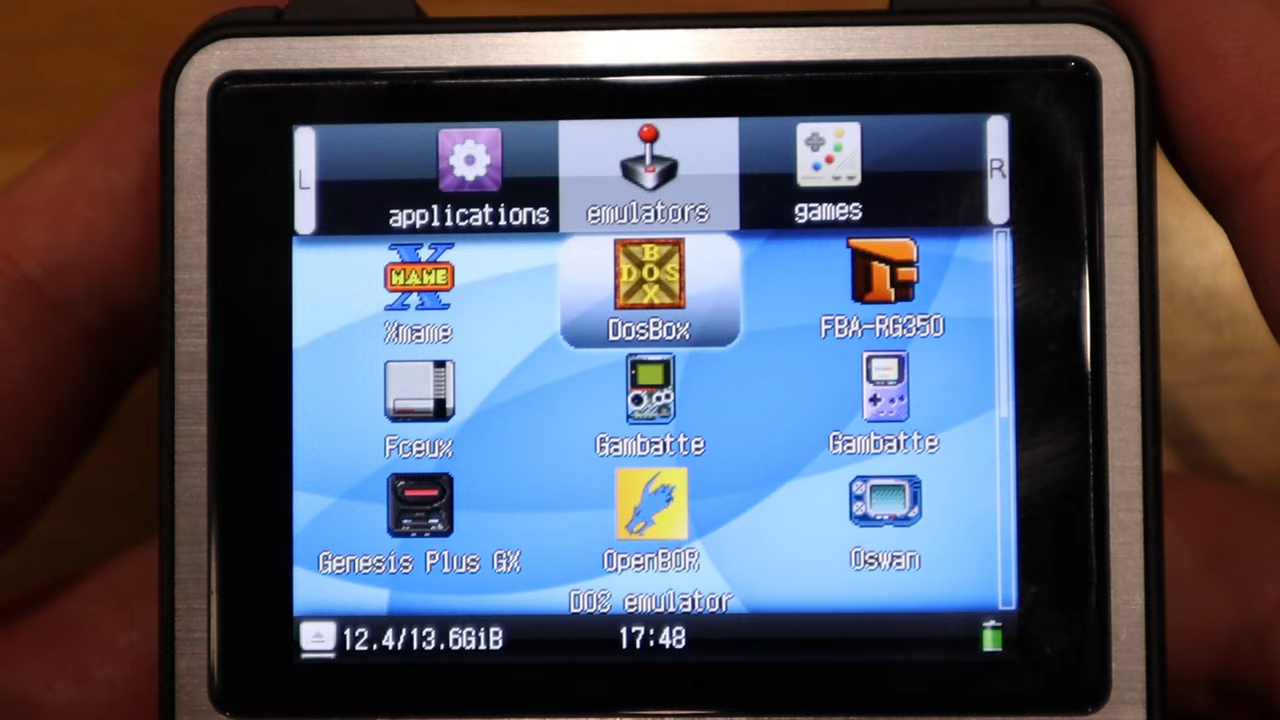 L
R
applications
emulators
games
MAME
BOX
DOS
Xmame
DosBox
FBA-RG350
Fceux
Gambatte
Gambatte
Genesis Plus GX
OpenBOR
Oswan
DOS emulator
12.4/13.6GiB
17:48